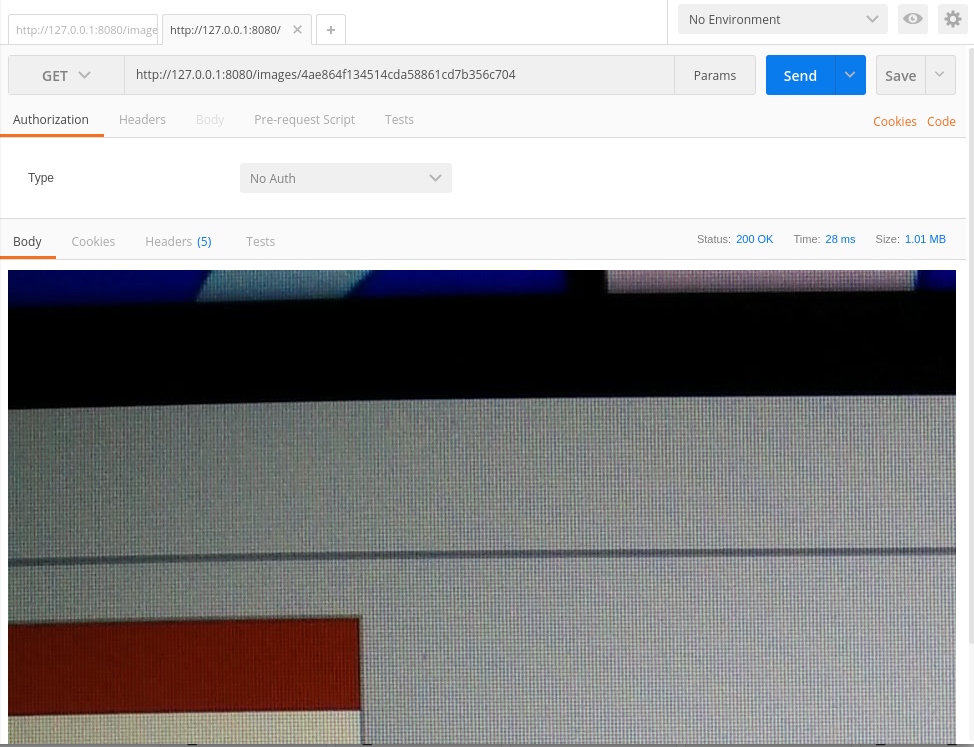 http://127.0.0.1:8080/image
http://127.0.0.1:8080/
No Environment
GET
http://127.0.0.1:8080/images/4ae864f134514cda58861cd7b356c704
Params
Send
Save
Authorization
Headers
Body
Pre-request Script
Tests
Cookies
Code
Type
No Auth
Body
Cookies
Headers (5)
Tests
Status: 200 OK
Time: 28 ms
Size: 1.01 MB